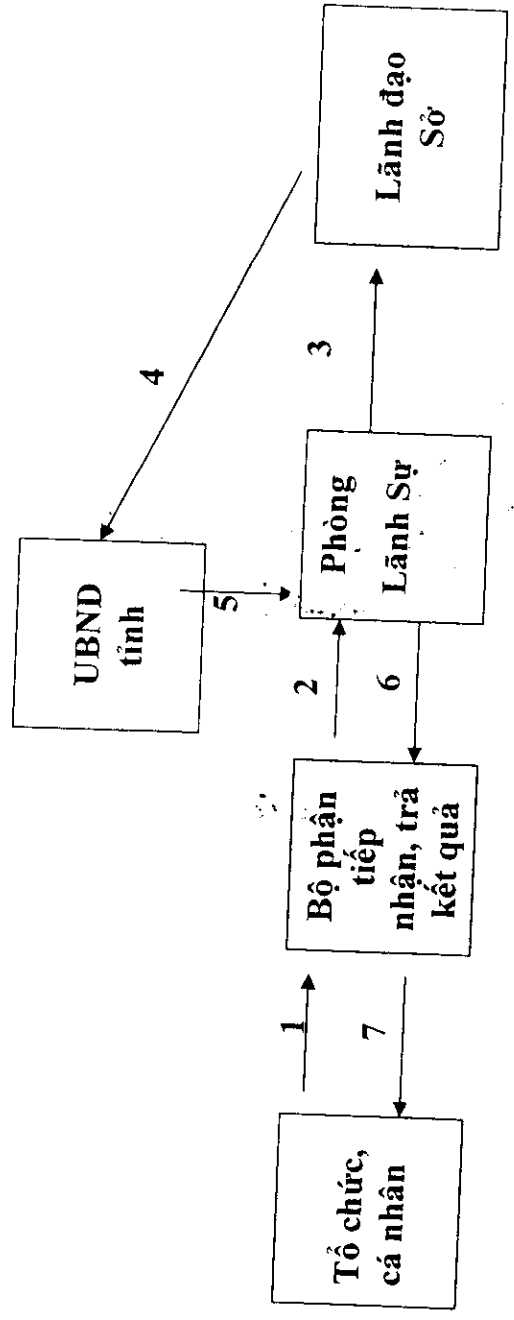 Tổ chức,
cá nhân
1
7
Bộ phận
tiếp
nhận, trả
kết quả
2
6
UBND
tỉnh
5
Phòng
Lãnh Sự
4
3
Lãnh đạo
Sở